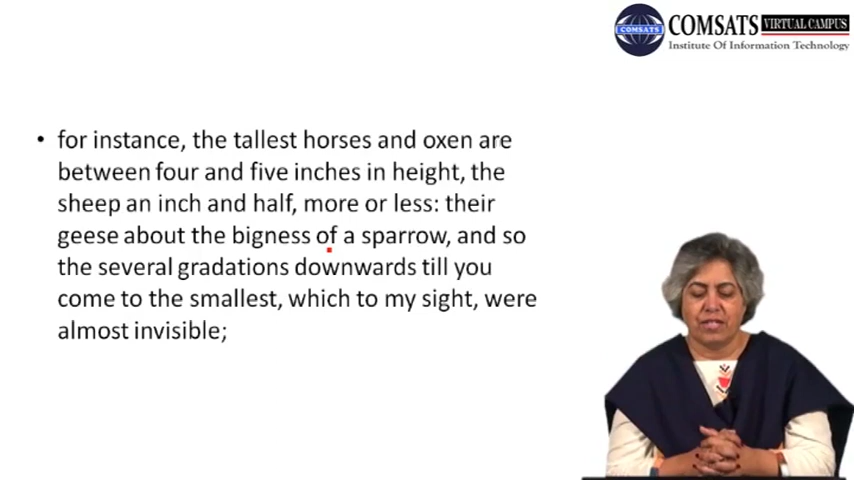 COMSATS
COMSATS VIRTUAL CAMPUS
Institute Of Information Technology
• for instance, the tallest horses and oxen are
between four and five inches in height, the
sheep an inch and half, more or less: their
geese about the bigness of a sparrow, and so
the several gradations downwards till you
come to the smallest, which to my sight, were
almost invisible;